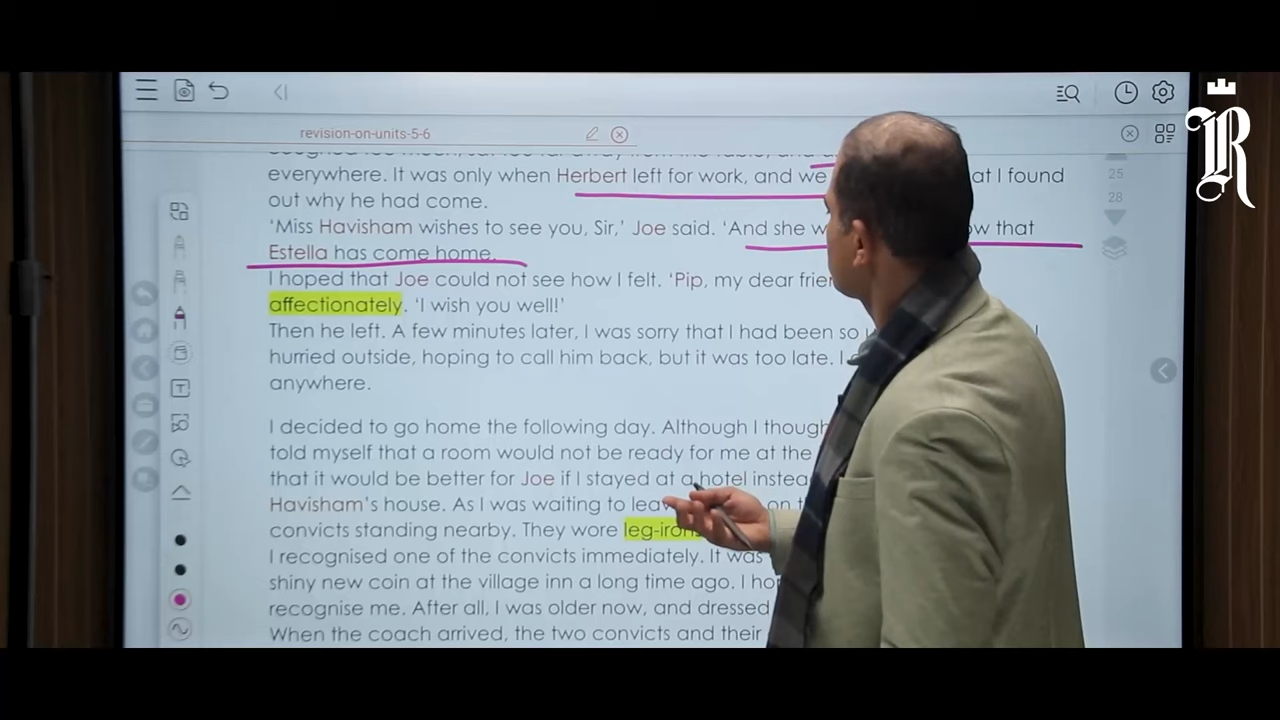 revision-on-units-5-6
everywhere. It was only when Herbert left for work, and we at I found
out why he had come.
'Miss Havisham wishes to see you, Sir,' Joe said. 'And she w ow that
Estella has come home.
I hoped that Joe could not see how I felt. 'Pip, my dear frien
affectionately. 'I wish you well!'
Then he left. A few minutes later, I was sorry that I had been so I
hurried outside, hoping to call him back, but it was too late. I
anywhere.
I decided to go home the following day. Although I though
told myself that a room would not be ready for me at the
that it would be better for Joe if I stayed at a hotel instea
Havisham's house. As I was waiting to leav on t
convicts standing nearby. They wore leg-irons
I recognised one of the convicts immediately. It was
shiny new coin at the village inn a long time ago. I hop
recognise me. After all, I was older now, and dressed
When the coach arrived, the two convicts and their
25
28
R